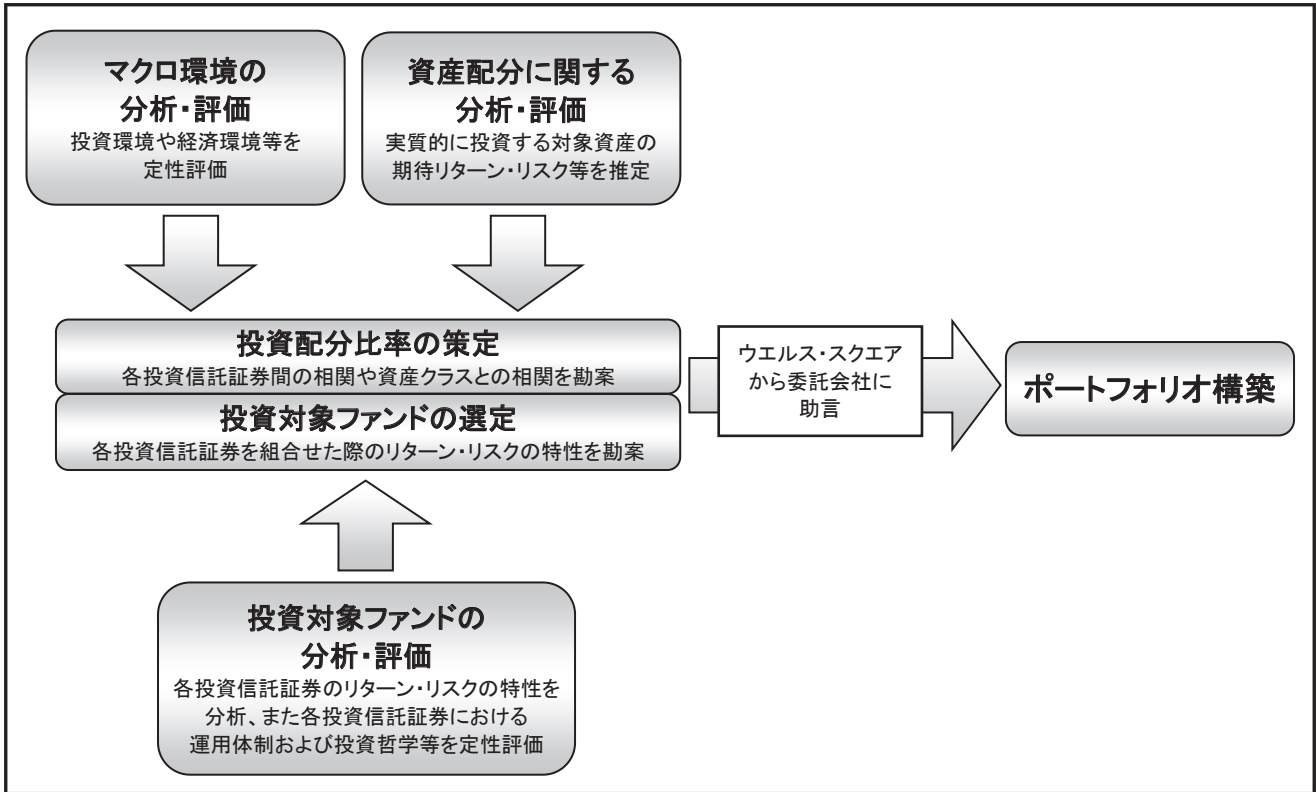 マクロ環境の
分析・評価
投資環境や経済環境等を
定性評価
資産配分に関する
分析・評価
実質的に投資する対象資産の
期待リターン・リスク等を推定
投資配分比率の策定
各投資信託証券間の相関や資産クラスとの相関を勘案
投資対象ファンドの選定
各投資信託証券を組合せた際のリターン・リスクの特性を勘案
ウエルス・スクエア
から委託会社に
助言
ポートフォリオ構築
投資対象ファンドの
分析・評価
各投資信託証券のリターン・リスクの特性を
分析、また各投資信託証券における
運用体制および投資哲学等を定性評価